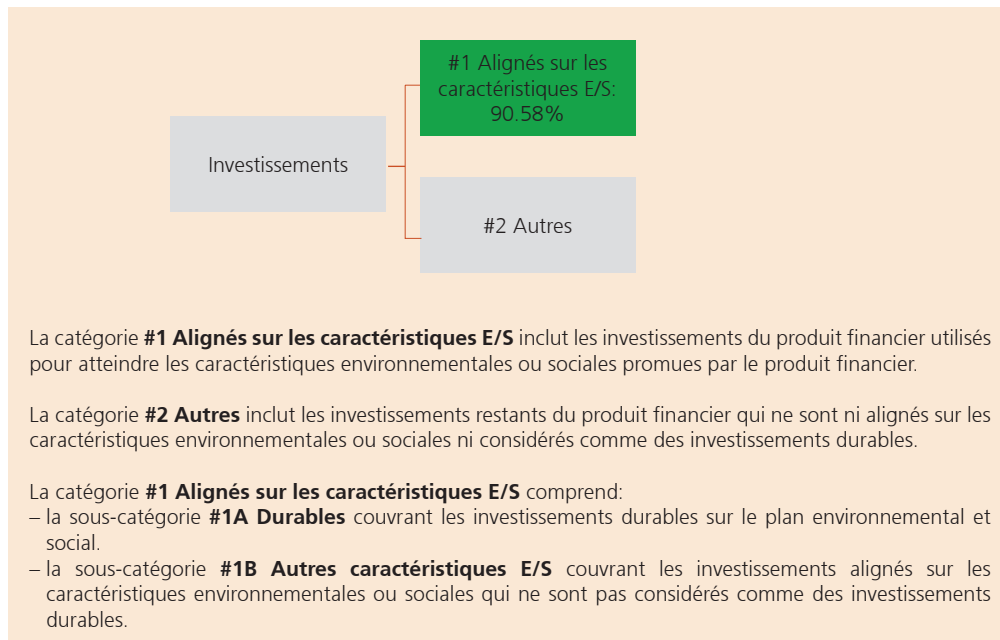 #1 Alignés sur les
caractéristiques E/S:
90.58%
Investissements
#2 Autres
La catégorie #1 Alignés sur les caractéristiques E/S inclut les investissements du produit financier utilisés
pour atteindre les caractéristiques environnementales ou sociales promues par le produit financier.
La catégorie #2 Autres inclut les investissements restants du produit financier qui ne sont ni alignés sur les
caractéristiques environnementales ou sociales ni considérés comme des investissements durables.
La catégorie #1 Alignés sur les caractéristiques E/S comprend:
– la sous-catégorie #1A Durables couvrant les investissements durables sur le plan environnemental et
social.
– la sous-catégorie #1B Autres caractéristiques E/S couvrant les investissements alignés sur les
caractéristiques environnementales ou sociales qui ne sont pas considérés comme des investissements
durables.